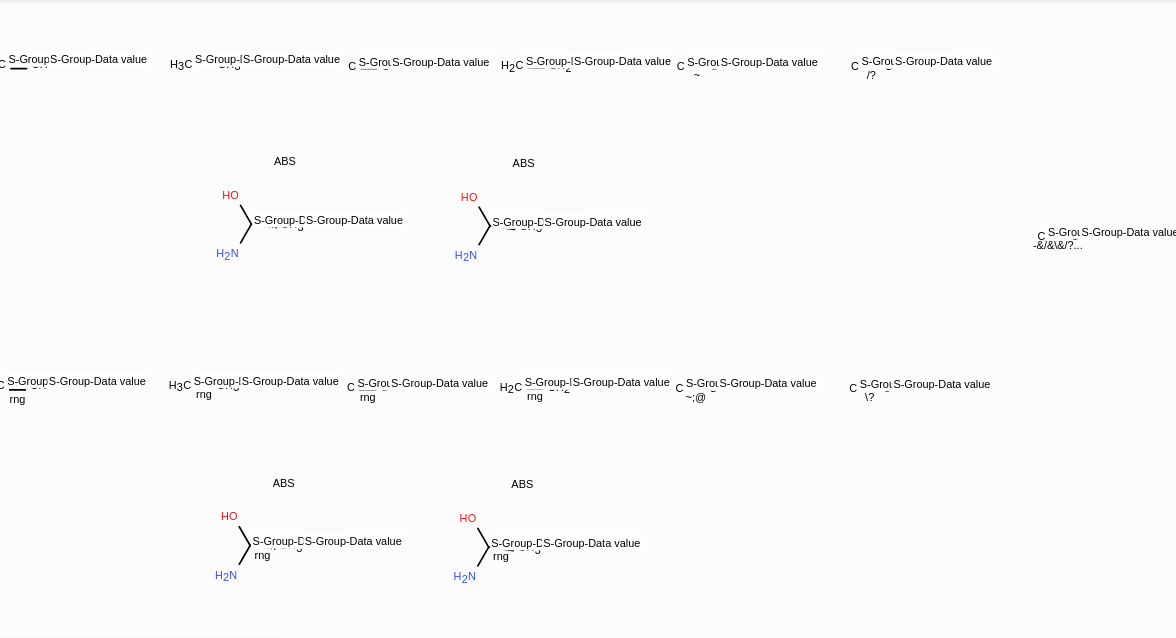 C S-Group S-Group-Data value H3C S-Group- S-Group-Data value C S-Grou S-Group-Data value H2C S-Group- S-Group-Data value C S-Grou S-Group-Data value C S-Grou S-Group-Data value
~ /?
ABS ABS
HO HO
S-Group-D S-Group-Data value S-Group-D S-Group-Data value
C S-Grou S-Group-Data value
-&/&\&/?...
H2N H2N
C S-Group S-Group-Data value H3C S-Group- S-Group-Data value C S-Grou S-Group-Data value H2C S-Group- S-Group-Data value C S-Grou S-Group-Data value C S-Grou S-Group-Data value
rng rng rng rng ~;@ \?
ABS ABS
HO HO
S-Group-D S-Group-Data value S-Group-D S-Group-Data value
rng rng
H2N H2N